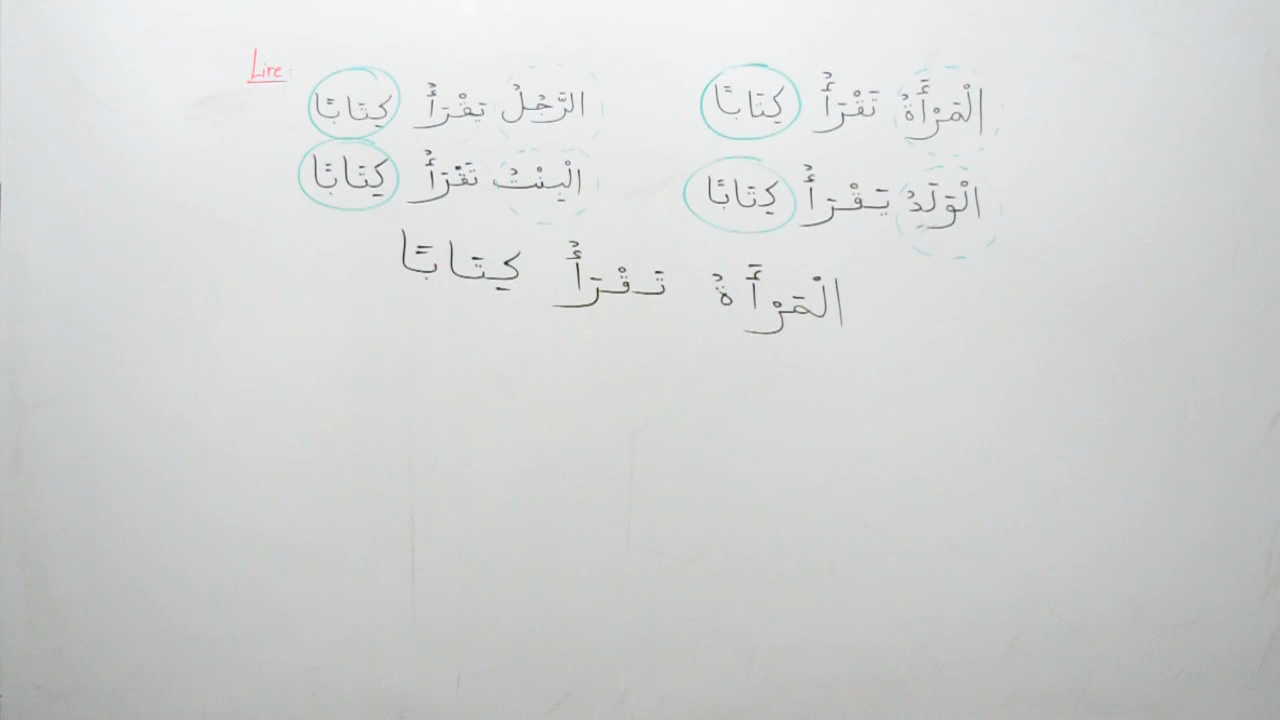 Lire:
الْمَرْأَةُ تَقْرَأُ كِتَابًا
الرَّجُلُ يَقْرَأُ كِتَابًا
الْوَلَدُ يَقْرَأُ كِتَابًا
الْبِنْتُ تَقْرَأُ كِتَابًا
الْمَرْأَةُ تَقْرَأُ كِتَابًا